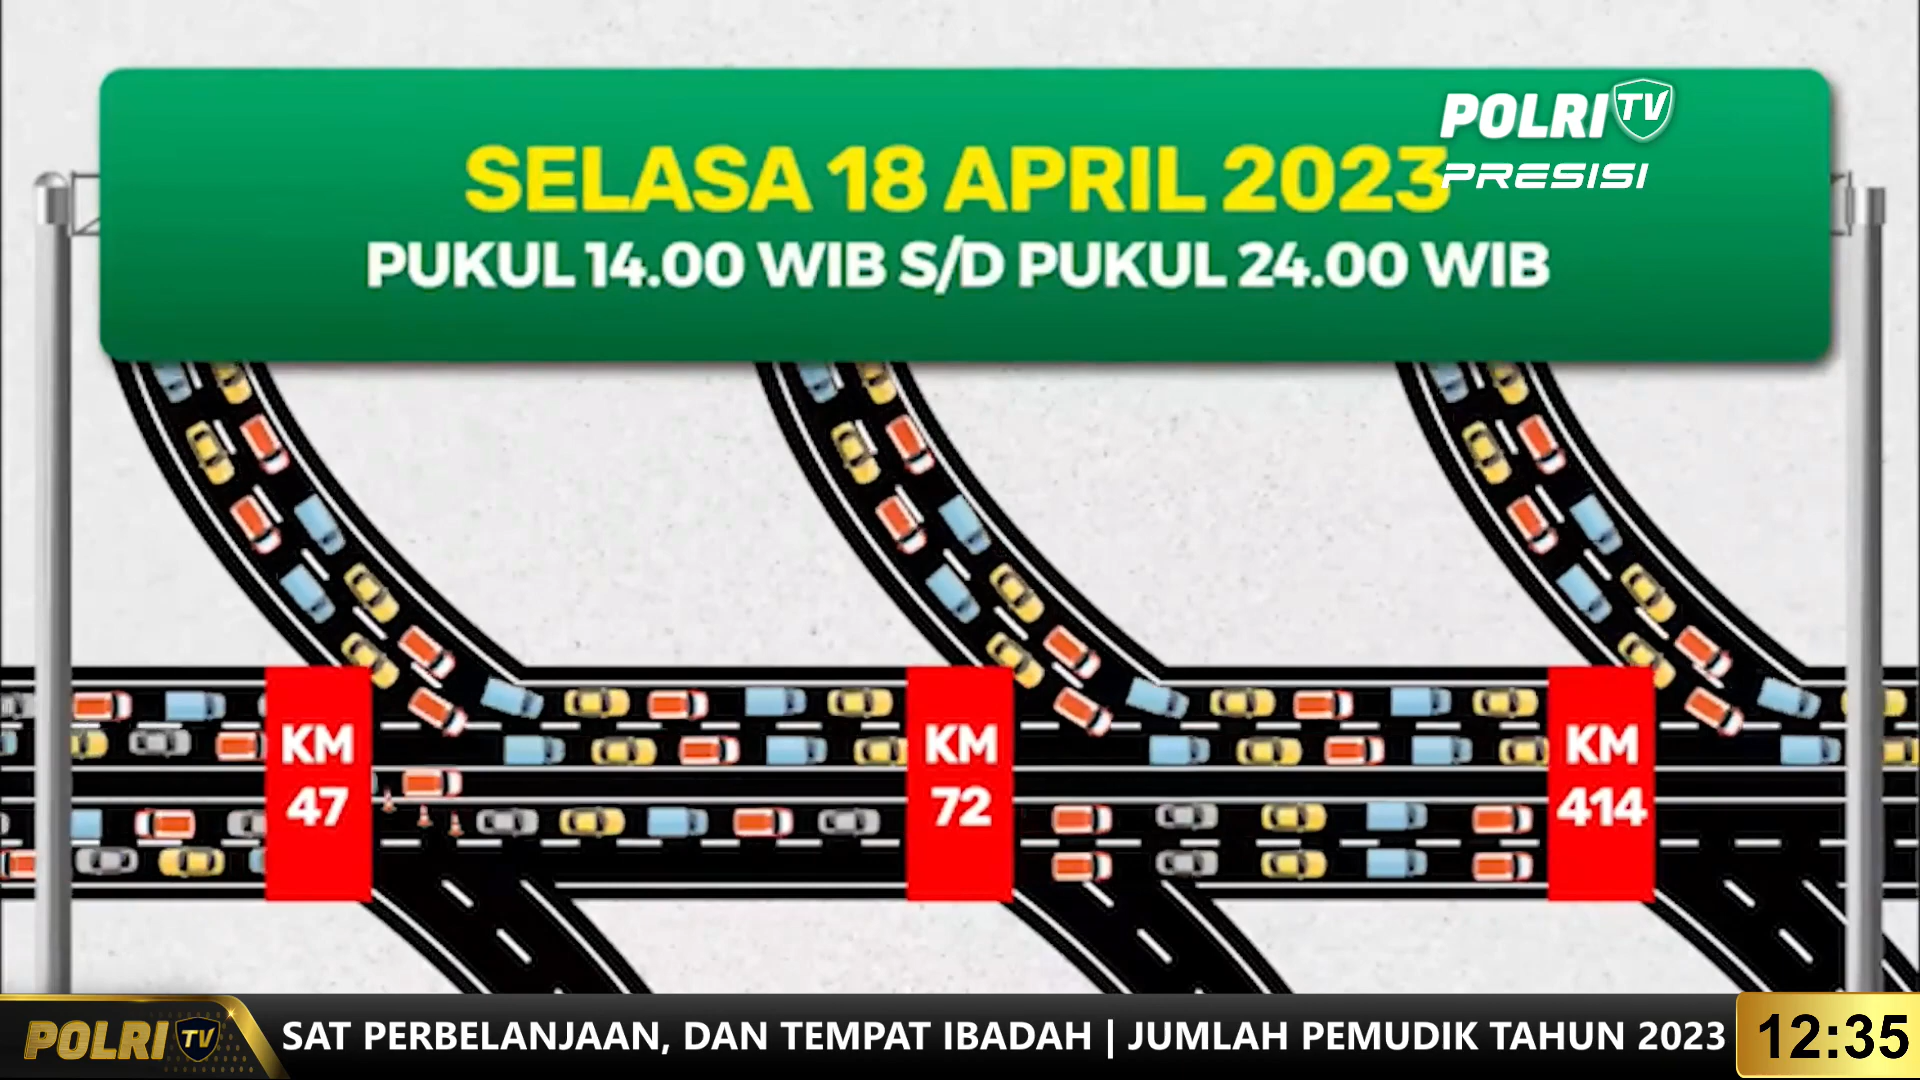 POLRI TV
PRESISI
SELASA 18 APRIL 2023
PUKUL 14.00 WIB S/D PUKUL 24.00 WIB
KM
47
KM
72
KM
414
POLRI TV
SAT PERBELANJAAN, DAN TEMPAT IBADAH | JUMLAH PEMUDIK TAHUN 2023
12:35